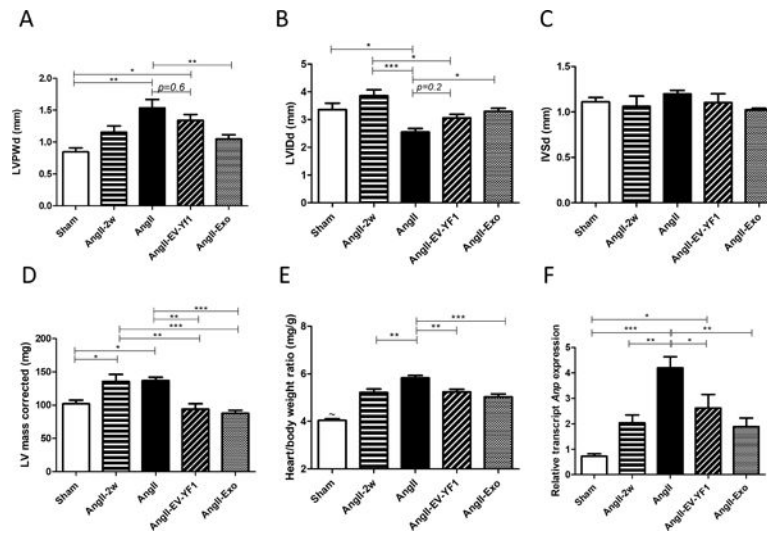 A
**
*
**
p=0.6
LVPWd (mm)
2.0
1.5
1.0
0.5
0.0
Sham
AngII-2w
AngII
AngII-EV-Yf1
AngII-Exo
B
*
*
***
*
p=0.2
LVIDd (mm)
5
4
3
2
1
0
Sham
AngII-2w
AngII
AngII-EV-YF1
AngII-Exo
C
IVSd (mm)
1.5
1.0
0.5
0.0
Sham
AngII-2w
AngII
AngII-EV-YF1
AngII-Exo
D
***
**
***
**
*
*
LV mass corrected (mg)
200
150
100
50
0
Sham
AngII-2w
AngII
AngII-EV-YF1
AngII-Exo
E
***
**
**
~
Heart/body weight ratio (mg/g)
8
6
4
2
Sham
AngII-2w
AngII
AngII-EV-YF1
AngII-Exo
F
*
***
**
**
*
Relative transcript Anp expression
5
4
3
2
1
0
Sham
AngII-2w
AngII
AngII-EV-YF1
AngII-Exo